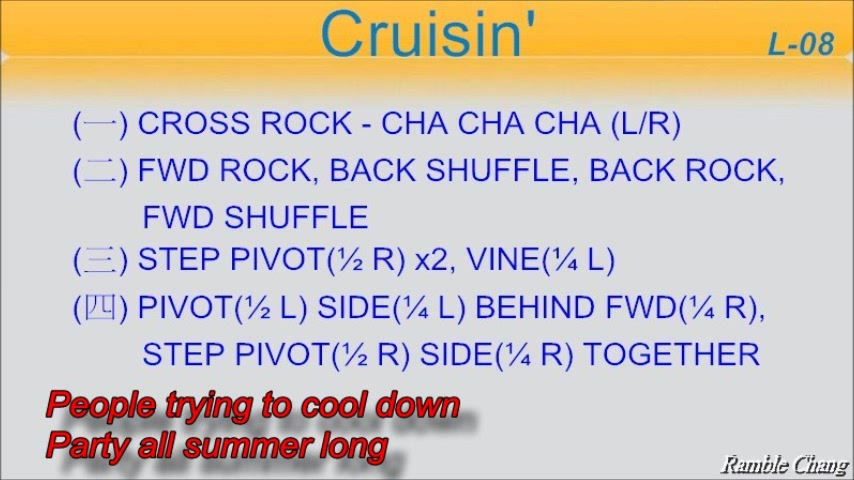 Cruisin'
L-08
(一) CROSS ROCK - CHA CHA CHA (L/R)
(二) FWD ROCK, BACK SHUFFLE, BACK ROCK,
FWD SHUFFLE
(三) STEP PIVOT(½ R) x2, VINE(¼ L)
(四) PIVOT(½ L) SIDE(¼ L) BEHIND FWD(¼ R),
STEP PIVOT(½ R) SIDE(¼ R) TOGETHER
People trying to cool down
Party all summer long
Ramble Chang